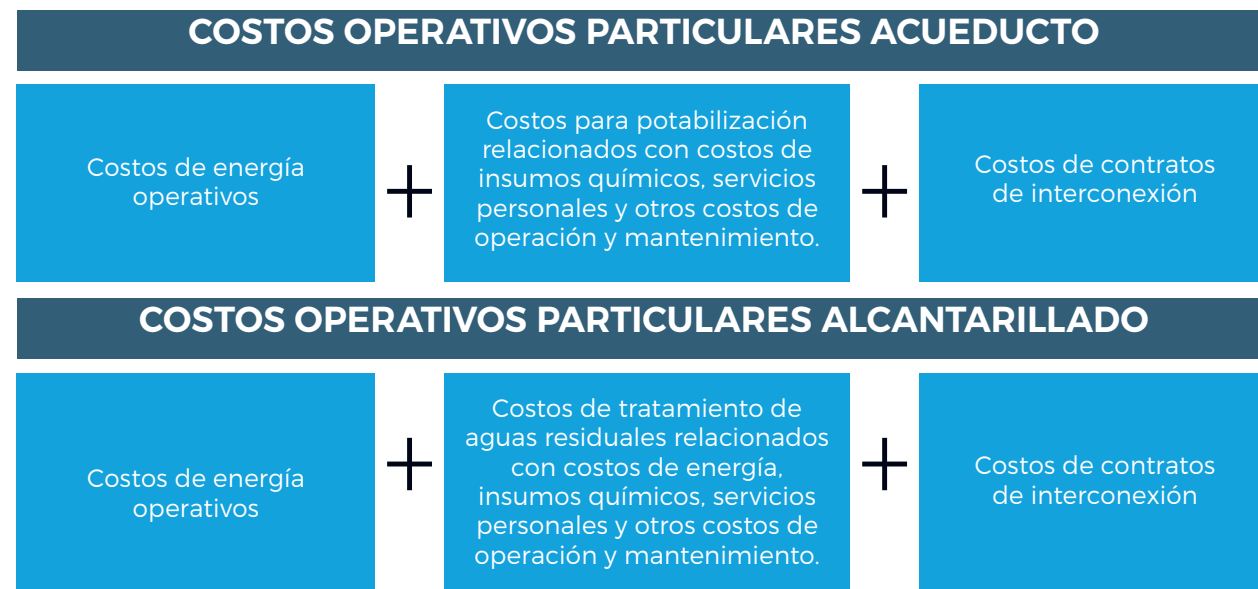 COSTOS OPERATIVOS PARTICULARES ACUEDUCTO
Costos de energía
operativos
+
Costos para potabilización
relacionados con costos de
insumos químicos, servicios
personales y otros costos de
operación y mantenimiento.
+
Costos de contratos
de interconexión
COSTOS OPERATIVOS PARTICULARES ALCANTARILLADO
Costos de energía
operativos
+
Costos de tratamiento de
aguas residuales relacionados
con costos de energía,
insumos químicos, servicios
personales y otros costos de
operación y mantenimiento.
+
Costos de contratos
de interconexión